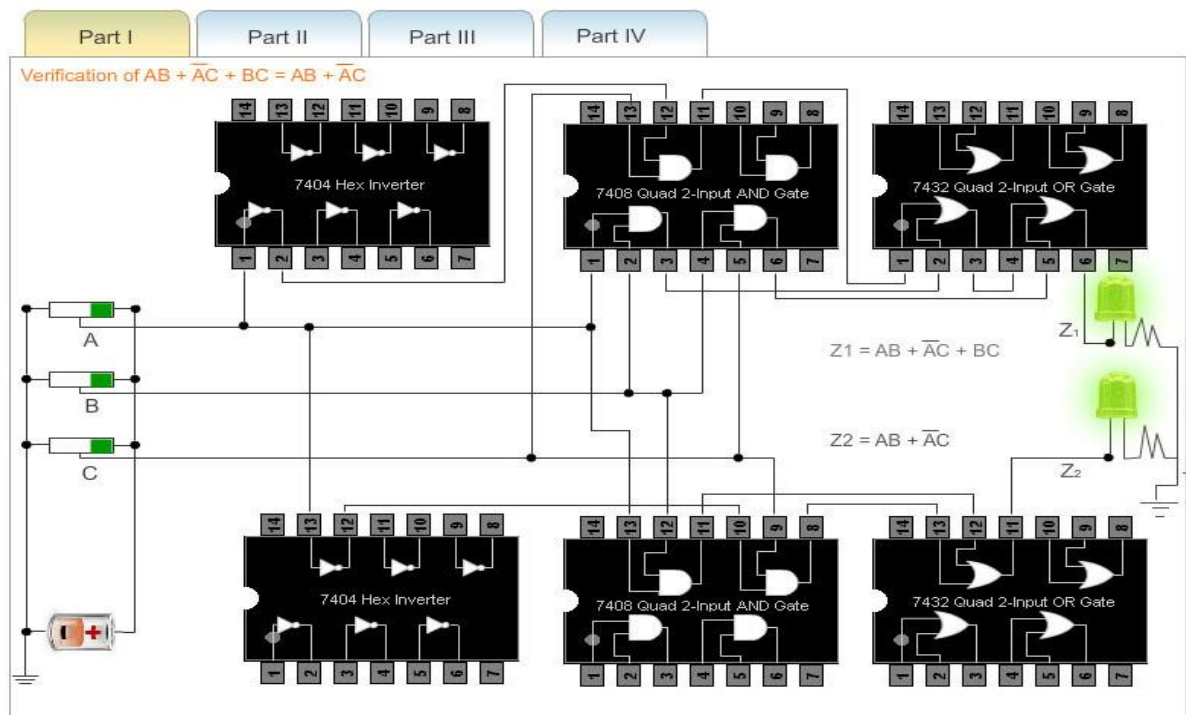 Part I
Part II
Part III
Part IV
Verification of AB + A̅C + BC = AB + A̅C
14 13 12 11 10 9 8
7404 Hex Inverter
1 2 3 4 5 6 7
14 13 12 11 10 9 8
7408 Quad 2-Input AND Gate
1 2 3 4 5 6 7
14 13 12 11 10 9 8
7432 Quad 2-Input OR Gate
1 2 3 4 5 6 7
A
B
C
Z₁
Z1 = AB + A̅C + BC
Z2 = AB + A̅C
Z₂
14 13 12 11 10 9 8
7404 Hex Inverter
1 2 3 4 5 6 7
14 13 12 11 10 9 8
7408 Quad 2-Input AND Gate
1 2 3 4 5 6 7
14 13 12 11 10 9 8
7432 Quad 2-Input OR Gate
1 2 3 4 5 6 7